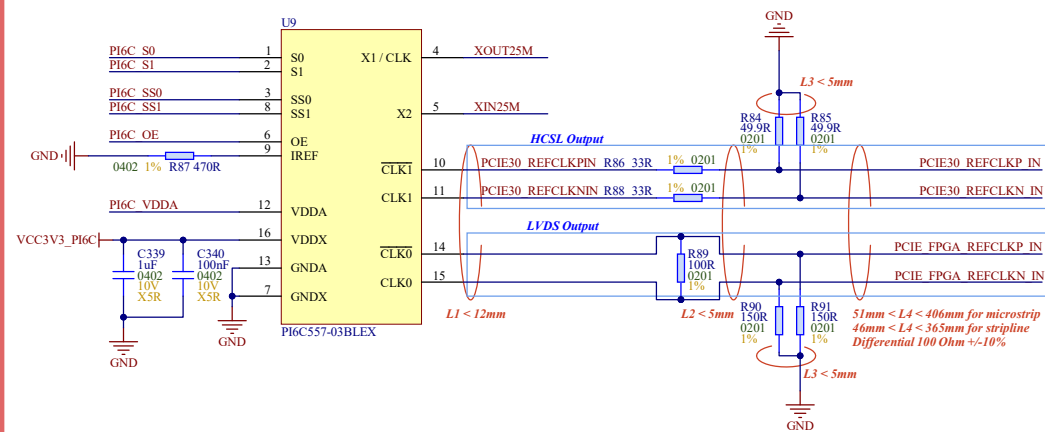 GND
U9
PI6C_S0
1
S0
X1/CLK
4
XOUT25M
PI6C_S1
2
S1
L3 < 5mm
PI6C_SS0
3
SS0
PI6C_SS1
8
SS1
X2
5
XIN25M
R84
49.9R
0201
1%
R85
49.9R
0201
1%
PI6C_OE
6
OE
HCSL Output
GND
0402 1% R87 470R
9
IREF
CLK1
10
PCIE30_REFCLKPIN R86 33R
1% 0201
PCIE30_REFCLKP_IN
CLK1
11
PCIE30_REFCLKNIN R88 33R
1% 0201
PCIE30_REFCLKN_IN
PI6C_VDDA
12
VDDA
LVDS Output
VCC3V3_PI6C
16
VDDX
CLK0
14
PCIE_FPGA_REFCLKP_IN
C339
1uF
0402
10V
X5R
C340
100nF
0402
10V
X5R
13
GNDA
CLK0
15
R89
100R
0201
1%
PCIE_FPGA_REFCLKN_IN
7
GNDX
L1 < 12mm
L2 < 5mm
R90
150R
0201
1%
R91
150R
0201
1%
51mm < L4 < 406mm for microstrip
46mm < L4 < 365mm for stripline
Differential 100 Ohm +/-10%
PI6C557-03BLEX
GND
GND
L3 < 5mm
GND